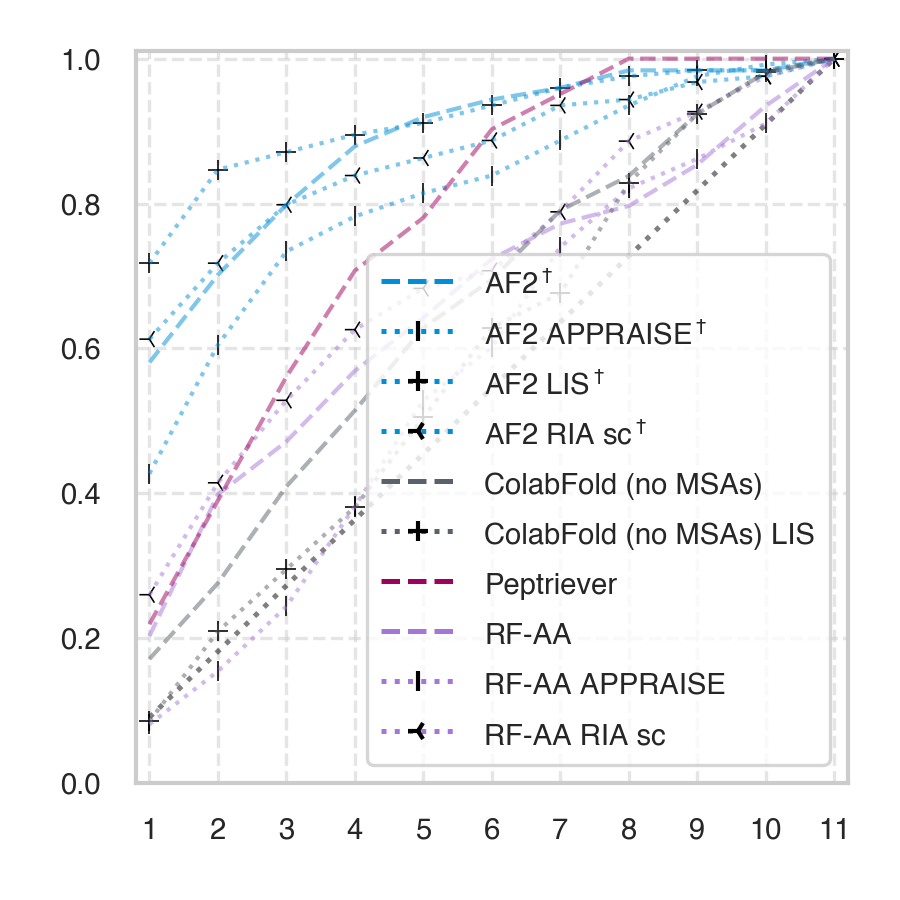 1.0
0.8
0.6
0.4
0.2
0.0
AF2†
AF2 APPRAISE†
AF2 LIS†
AF2 RIA sc†
ColabFold (no MSAs)
ColabFold (no MSAs) LIS
Peptriever
RF-AA
RF-AA APPRAISE
RF-AA RIA sc
1 2 3 4 5 6 7 8 9 10 11